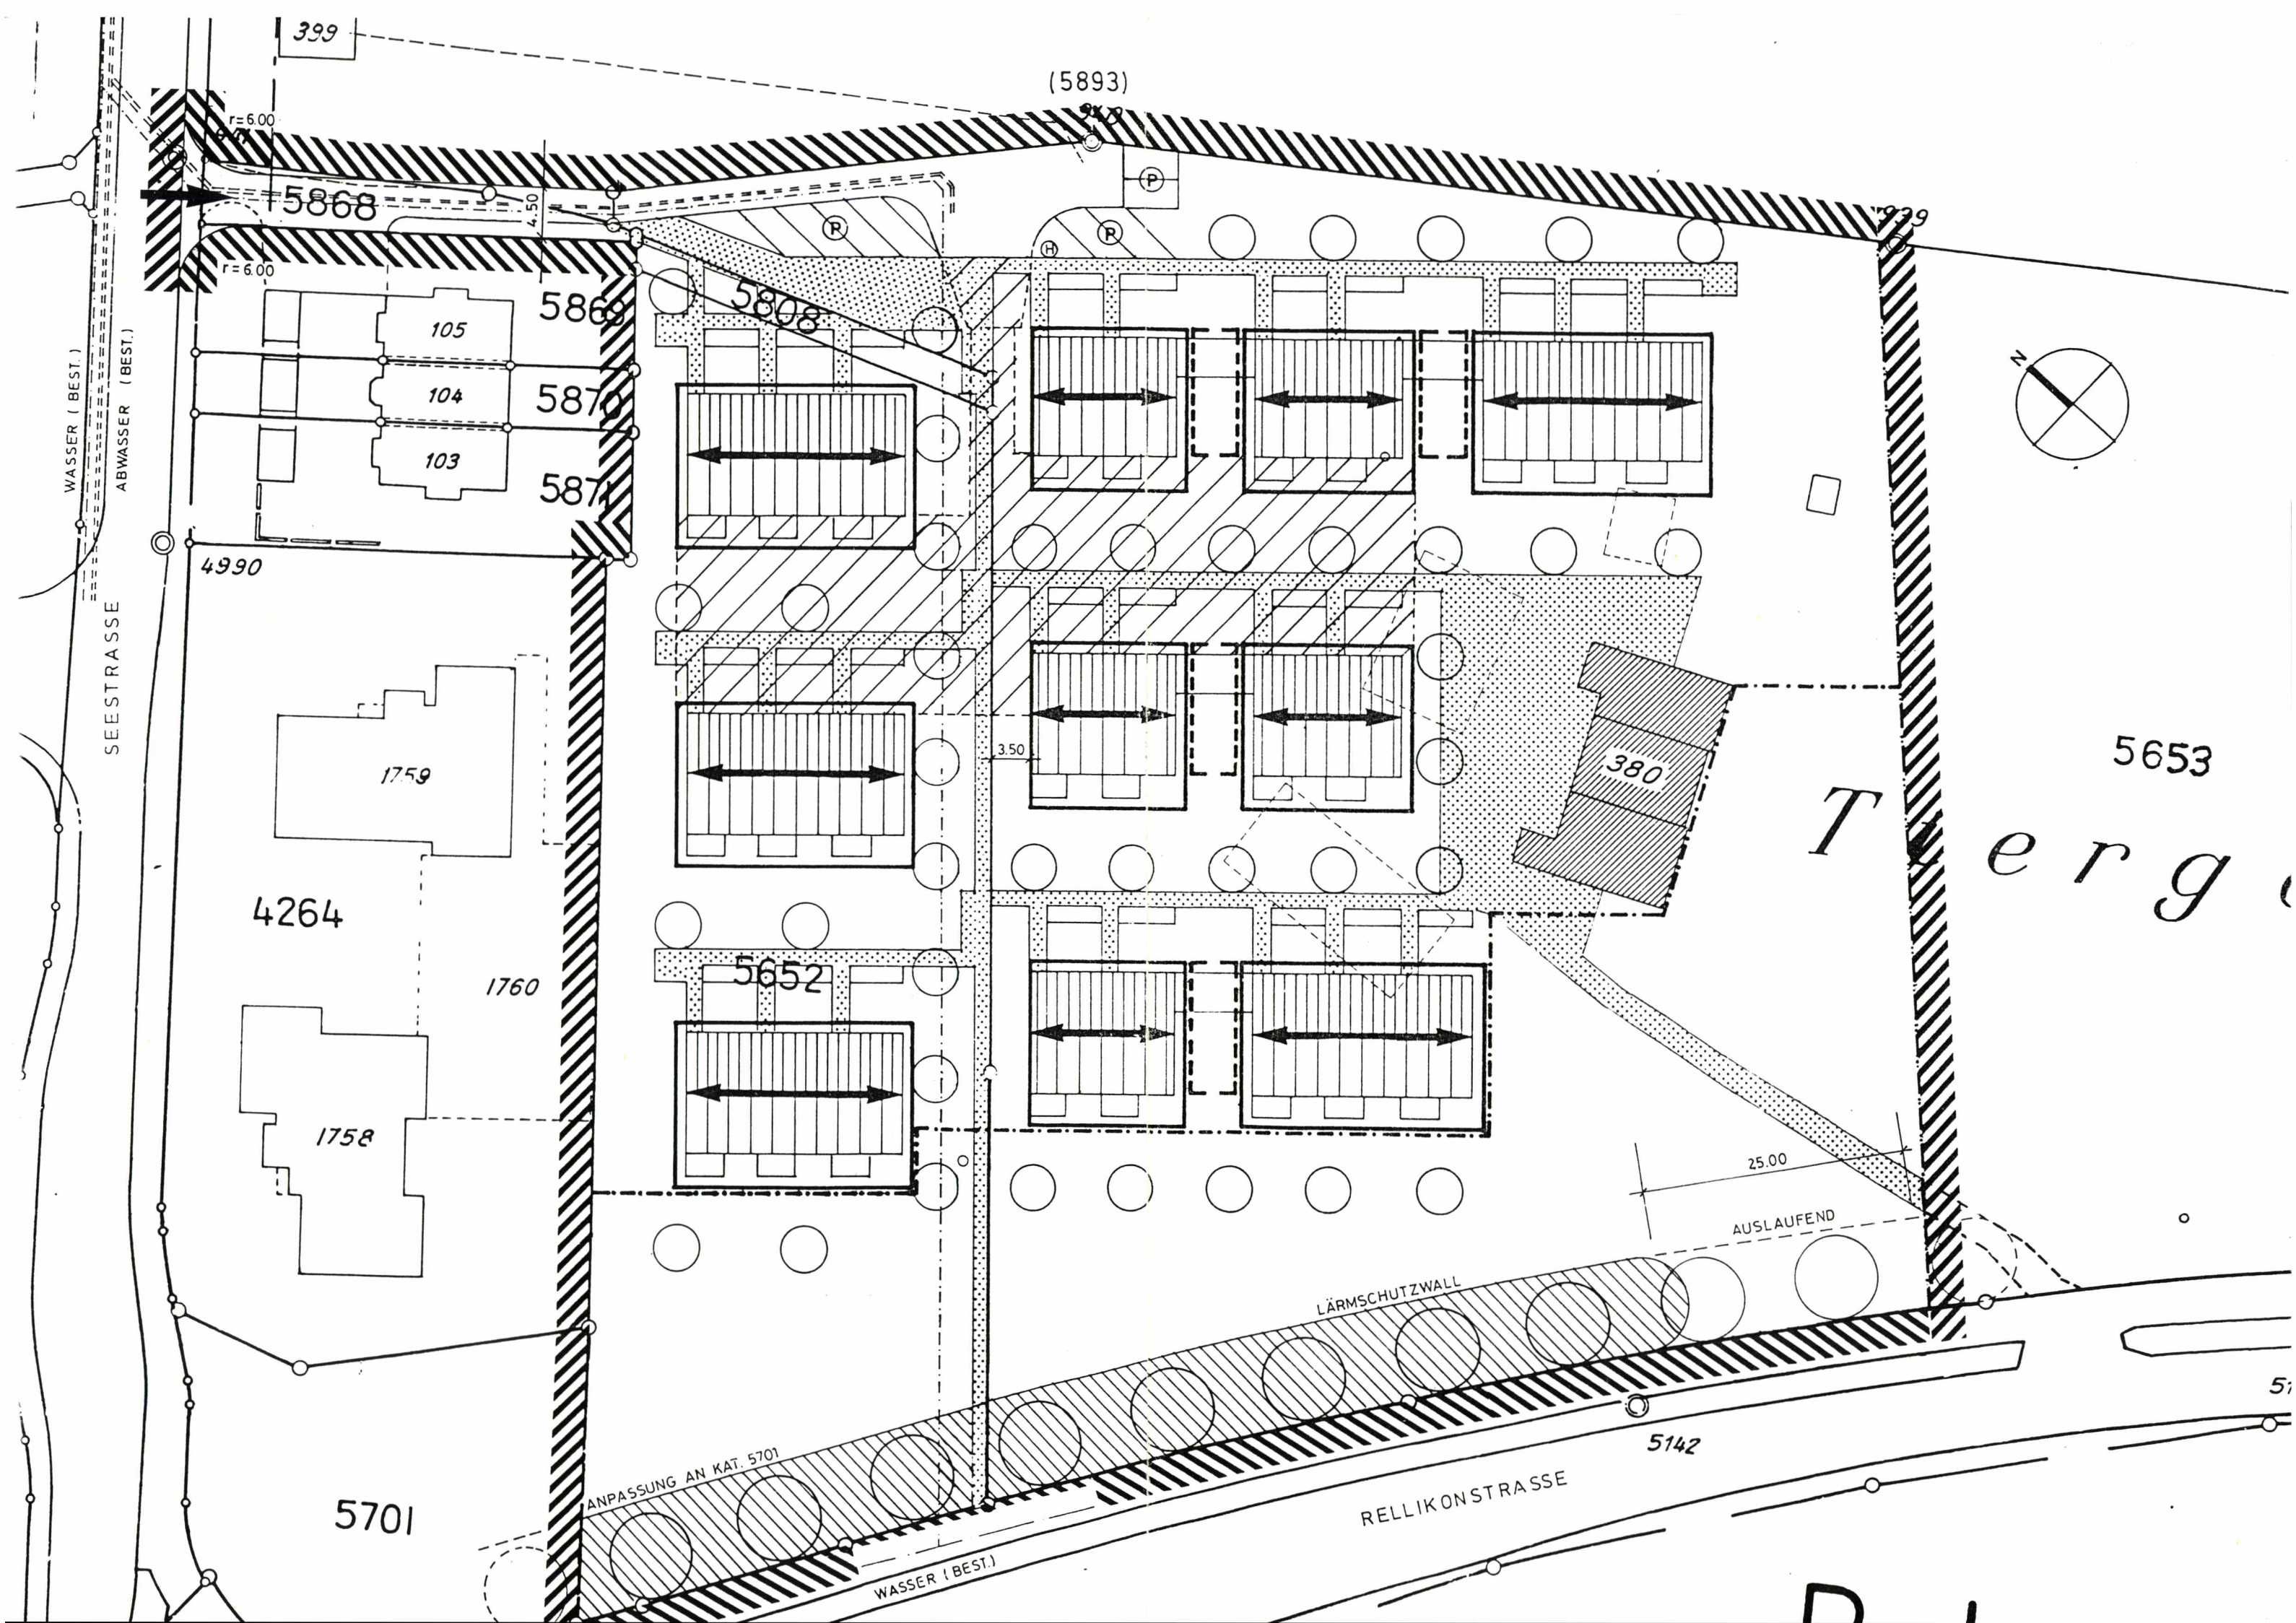 399
(5893)
r=6.00
5868
4.50
P
P
P
H
939
r=6.00
5869
5808
105
5870
104
103
5871
N
WASSER (BEST.)
ABWASSER (BEST.)
4990
SEESTRASSE
1759
3.50
380
5653
4264
1760
5652
1758
25.00
AUSLAUFEND
LÄRMSCHUTZWALL
ANPASSUNG AN KAT. 5701
5142
5701
RELLIKONSTRASSE
WASSER (BEST.)